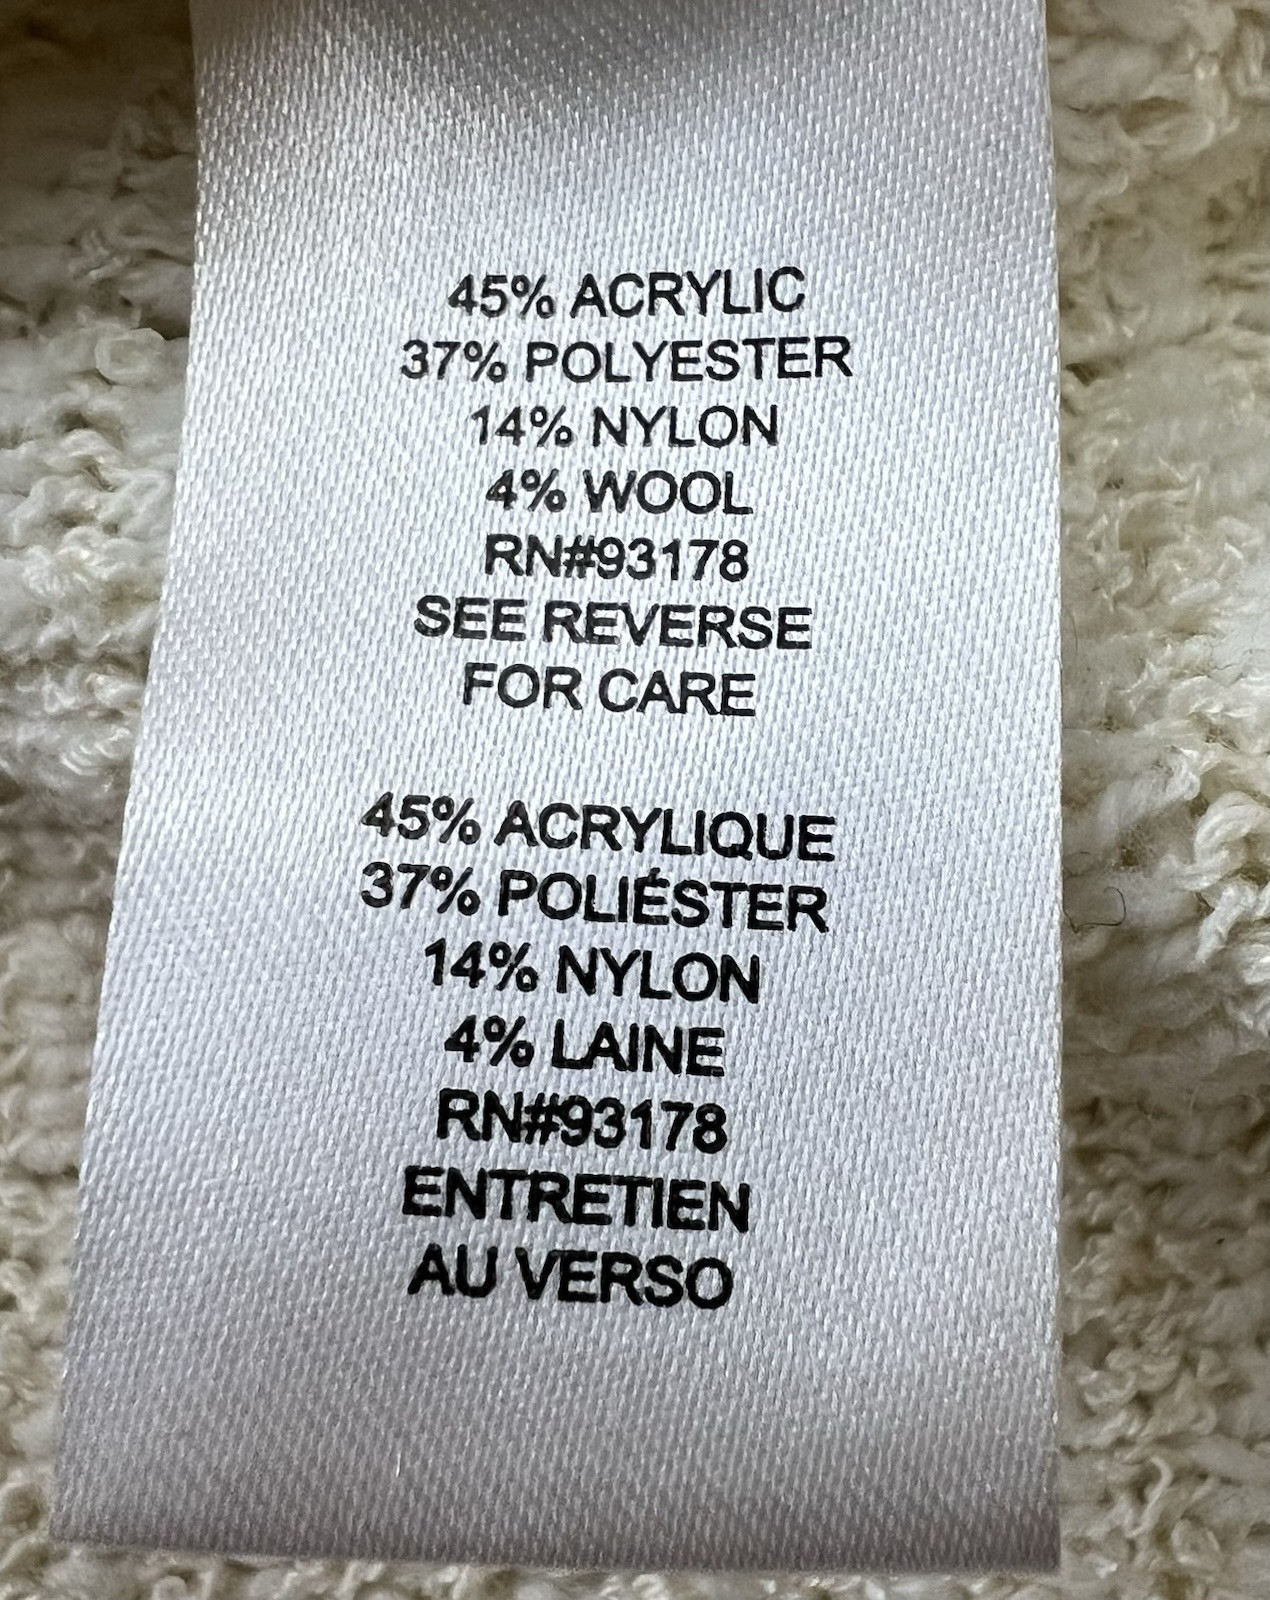 45% ACRYLIC
37% POLYESTER
14% NYLON
4% WOOL
RN#93178
SEE REVERSE
FOR CARE
45% ACRYLIQUE
37% POLIÉSTER
14% NYLON
4% LAINE
RN#93178
ENTRETIEN
AU VERSO